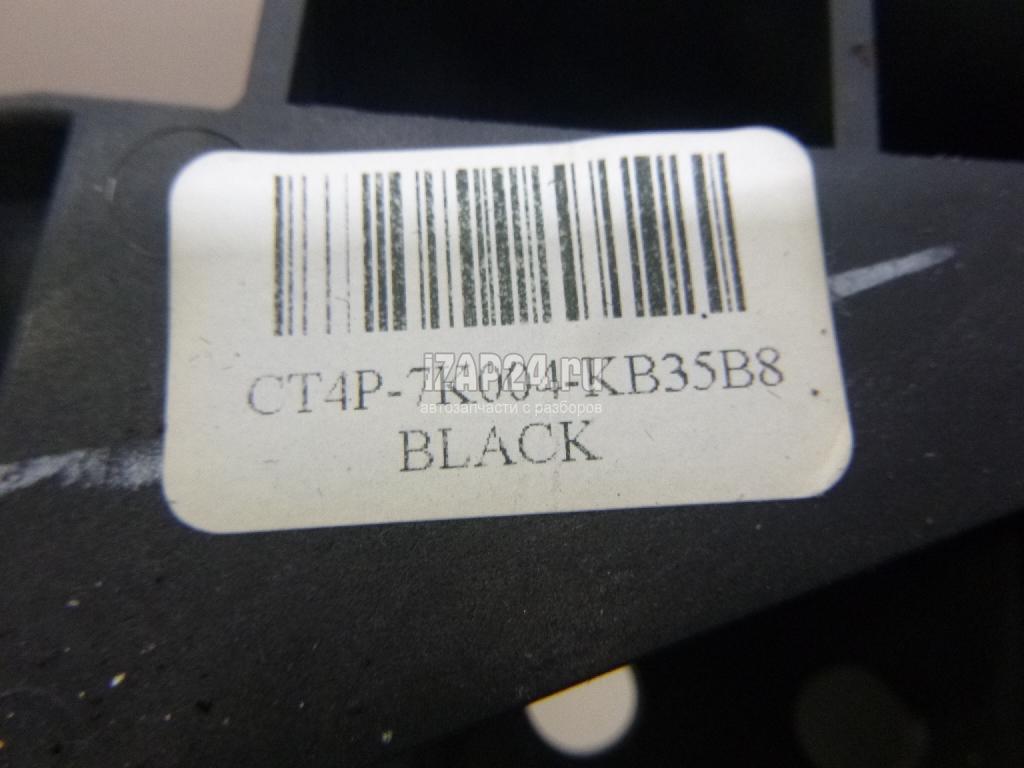 CT4P-7K004-KB35B8
iZAP24.ru
автозапчасти с разборов
BLACK